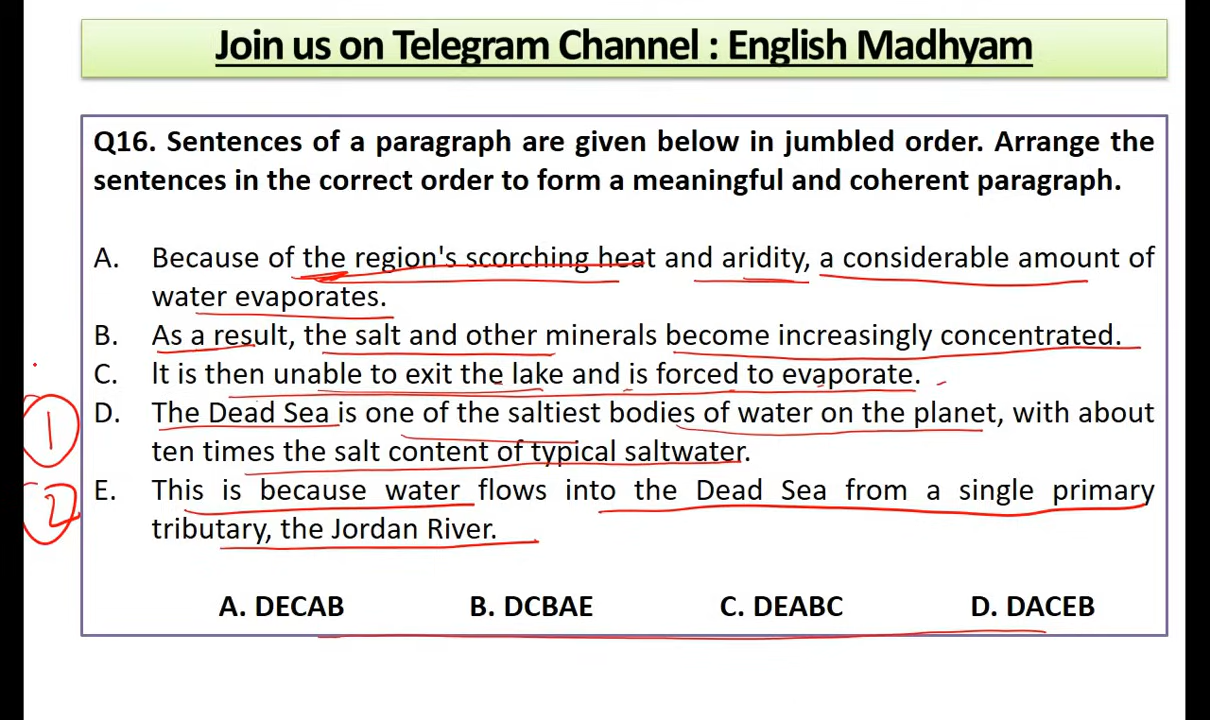 Join us on Telegram Channel : English Madhyam
Q16. Sentences of a paragraph are given below in jumbled order. Arrange the
sentences in the correct order to form a meaningful and coherent paragraph.
A. Because of the region's scorching heat and aridity, a considerable amount of
water evaporates.
B. As a result, the salt and other minerals become increasingly concentrated.
C. It is then unable to exit the lake and is forced to evaporate.
1
D. The Dead Sea is one of the saltiest bodies of water on the planet, with about
ten times the salt content of typical saltwater.
2
E. This is because water flows into the Dead Sea from a single primary
tributary, the Jordan River.
A. DECAB B. DCBAE C. DEABC D. DACEB